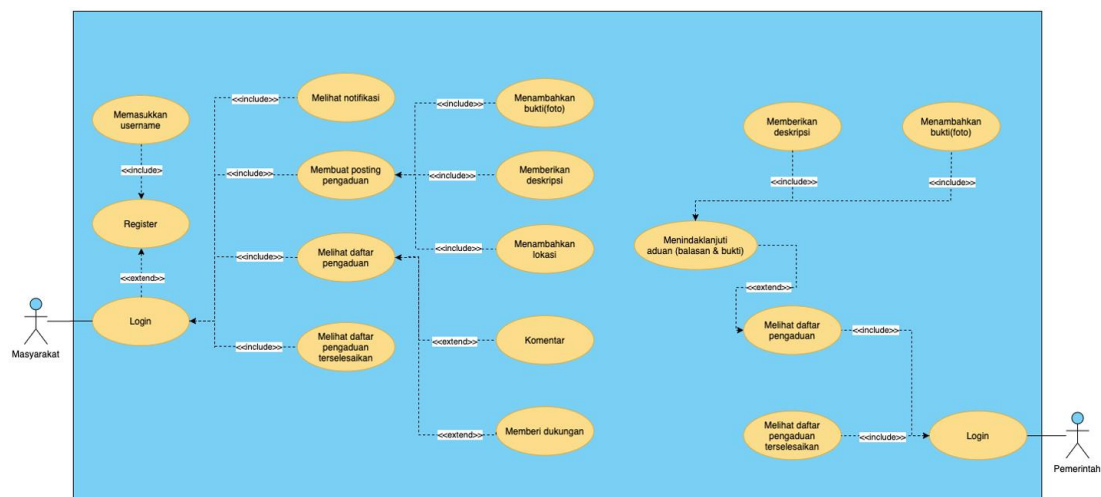 Memasukkan
username
<<include>
Register
<<extend>>
Login
Masyarakat
<<include>>
Melihat notifikasi
<<include>>
Membuat posting
pengaduan
<<include>>
Melihat daftar
pengaduan
<<include>>
Melihat daftar
pengaduan
terselesaikan
<<include>>
Menambahkan
bukti(foto)
<<include>>
Memberikan
deskripsi
<<include>>
Menambahkan
lokasi
<<extend>>
Komentar
<<extend>>
Memberi dukungan
Memberikan
deskripsi
Menambahkan
bukti(foto)
<<include>>
<<include>>
Menindaklanjuti
aduan (balasan & bukti)
<<extend>>
Melihat daftar
pengaduan
<<include>>
Melihat daftar
pengaduan
terselesaikan
<<include>>
Login
Pemerintah